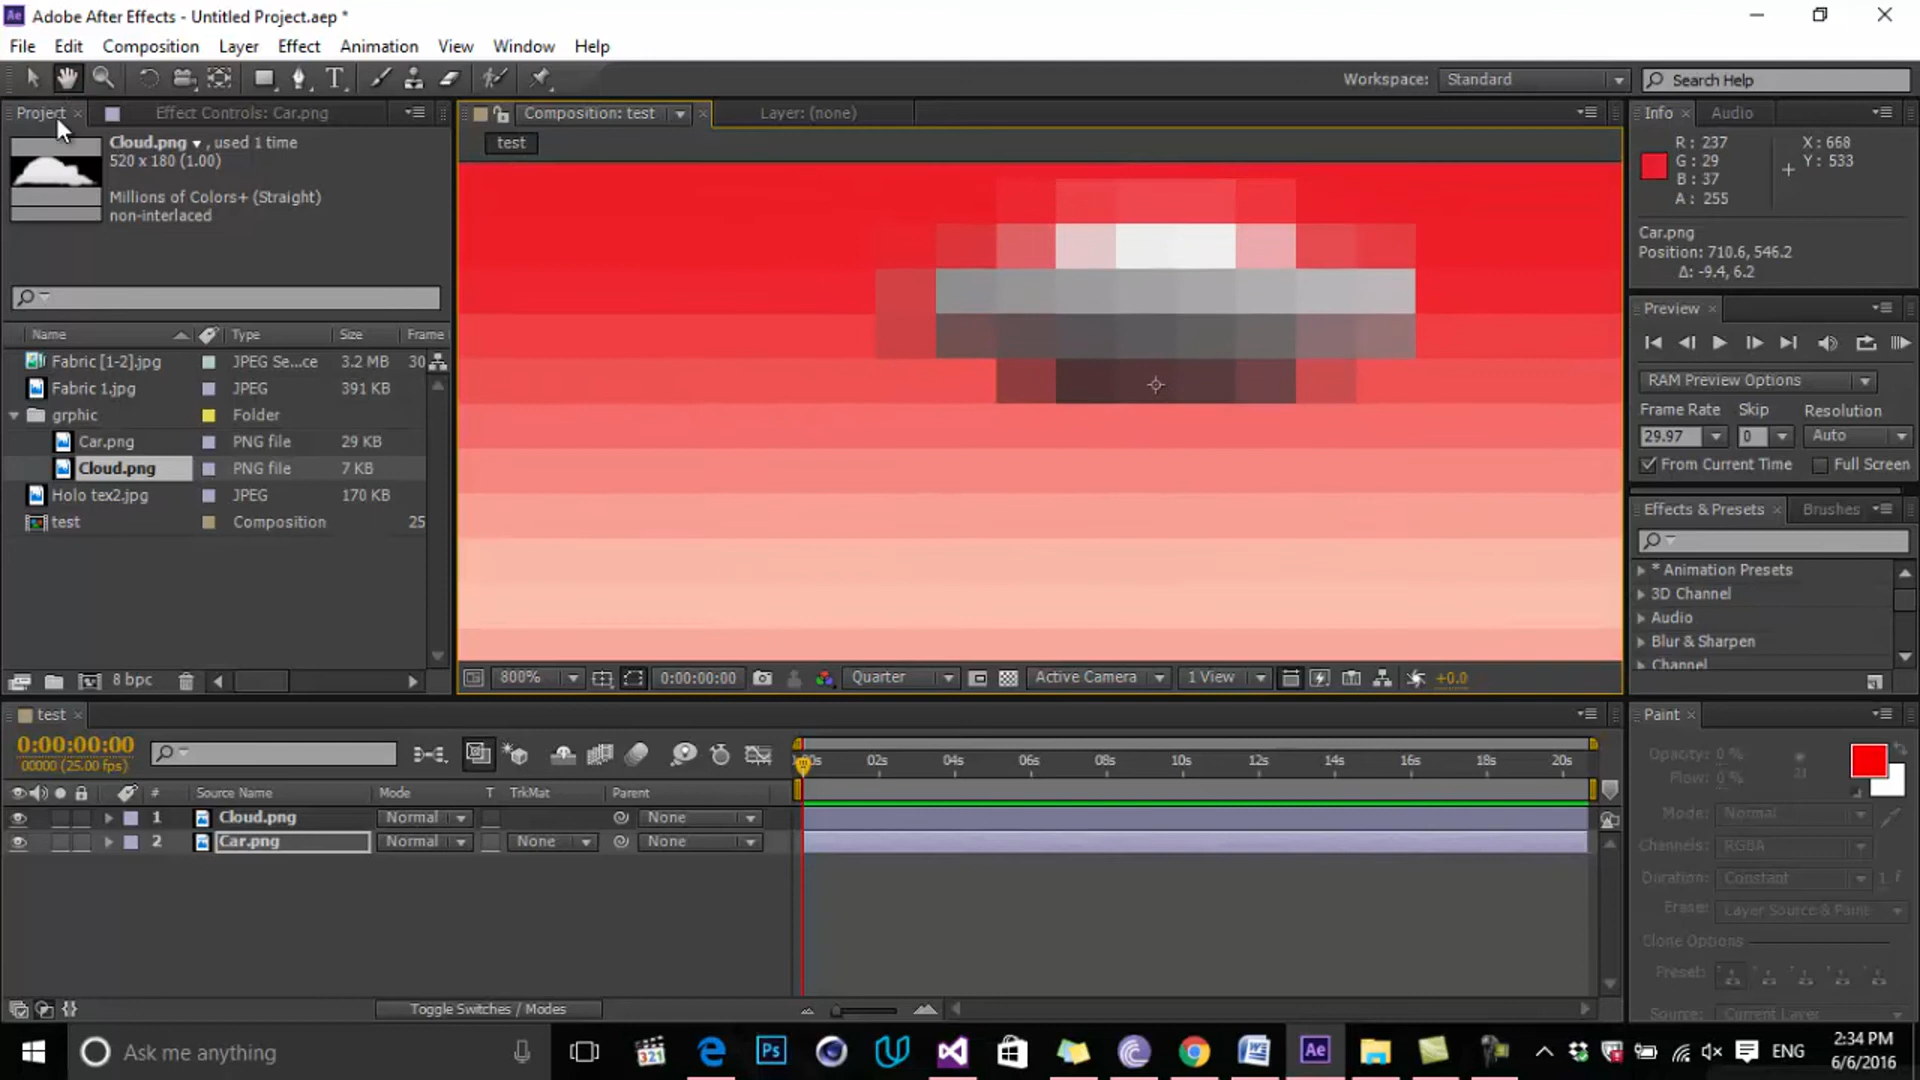 Ae Adobe After Effects - Untitled Project.aep *
File Edit Composition Layer Effect Animation View Window Help
Workspace: Standard Search Help
Project Effect Controls: Car.png
Cloud.png , used 1 time
520 x 180 (1.00)
Millions of Colors+ (Straight)
non-interlaced
Name Type Size Frame
Fabric [1-2].jpg JPEG Se...ce 3.2 MB 30
Fabric 1.jpg JPEG 391 KB
grphic Folder
Car.png PNG file 29 KB
Cloud.png PNG file 7 KB
Holo tex2.jpg JPEG 170 KB
test Composition 25
8 bpc
Composition: test Layer: (none)
test
800% 0:00:00:00 Quarter Active Camera 1 View +0.0
Info Audio
R : 237 X : 668
G : 29 Y : 533
B : 37
A : 255
Car.png
Position: 710.6, 546.2
Δ: -9.4, 6.2
Preview
RAM Preview Options
Frame Rate Skip Resolution
29.97 0 Auto
From Current Time Full Screen
Effects & Presets Brushes
* Animation Presets
3D Channel
Audio
Blur & Sharpen
Channel
test
0:00:00:00
00000 (25.00 fps)
# Source Name Mode T TrkMat Parent
1 Cloud.png Normal None
2 Car.png Normal None None
02s 04s 06s 08s 10s 12s 14s 16s 18s 20s
Toggle Switches / Modes
Paint
Opacity: 0 %
Flow: 0 %
21
Mode: Normal
Channels: RGBA
Duration: Constant 1 f
Erase: Layer Source & Paint
Clone Options
Preset:
Source: Current Layer
Ask me anything
321 Ps W Ae
ENG
2:34 PM
6/6/2016